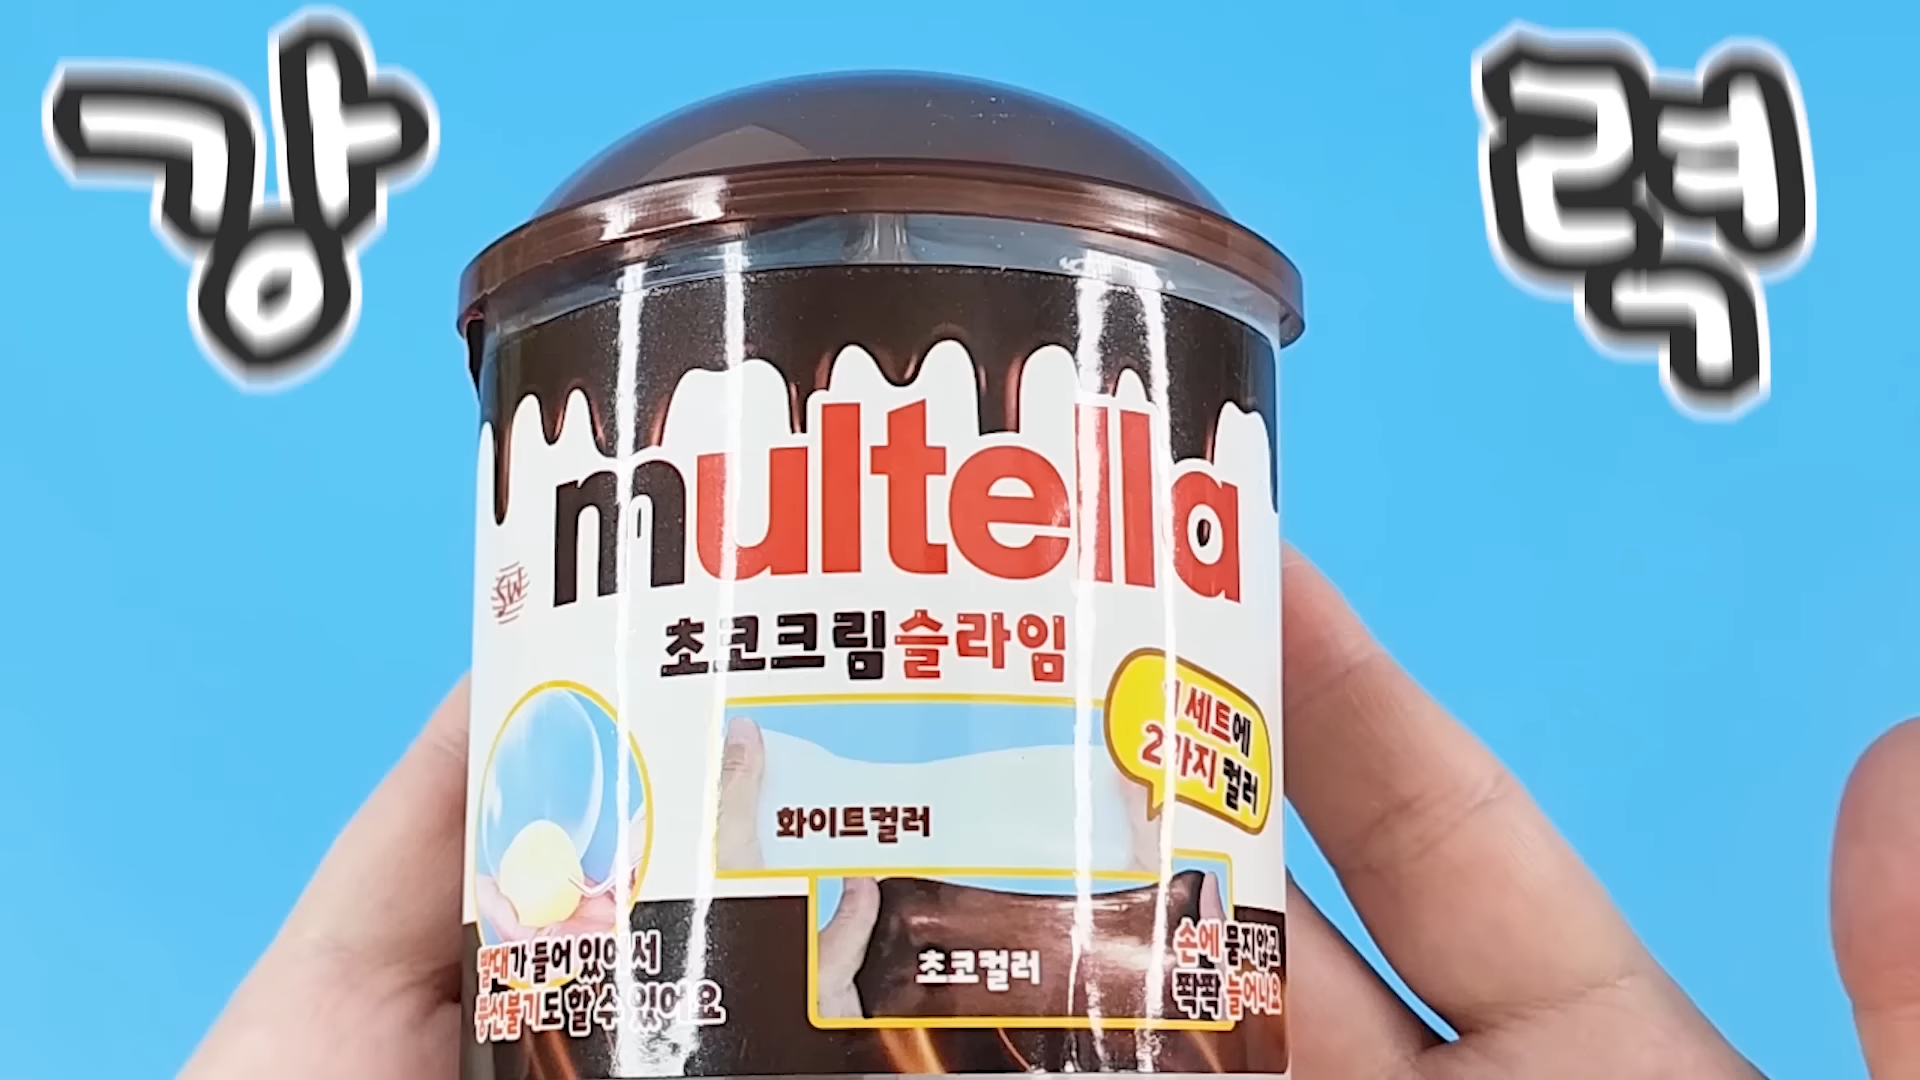 강 력
multella
SW
초코크림슬라임
1세트에
2가지 컬러
화이트컬러
초코컬러
빨대가 들어 있어서
풍선불기도 할 수 있어요
손에 묻지않고
쫙쫙 늘어나요